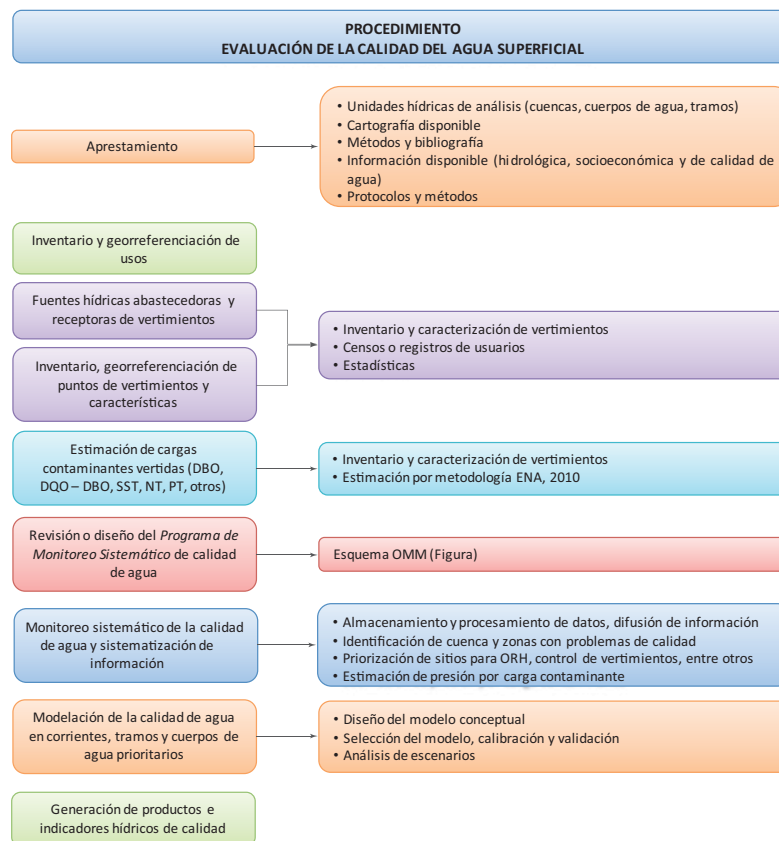 PROCEDIMIENTO
EVALUACIÓN DE LA CALIDAD DEL AGUA SUPERFICIAL
Aprestamiento
• Unidades hídricas de análisis (cuencas, cuerpos de agua, tramos)
• Cartografía disponible
• Métodos y bibliografía
• Información disponible (hidrológica, socioeconómica y de calidad de
agua)
• Protocolos y métodos
Inventario y georreferenciación de
usos
Fuentes hídricas abastecedoras y
receptoras de vertimientos
Inventario, georreferenciación de
puntos de vertimientos y
características
• Inventario y caracterización de vertimientos
• Censos o registros de usuarios
• Estadísticas
Estimación de cargas
contaminantes vertidas (DBO,
DQO – DBO, SST, NT, PT, otros)
• Inventario y caracterización de vertimientos
• Estimación por metodología ENA, 2010
Revisión o diseño del Programa de
Monitoreo Sistemático de calidad
de agua
Esquema OMM (Figura)
Monitoreo sistemático de la calidad
de agua y sistematización de
información
• Almacenamiento y procesamiento de datos, difusión de información
• Identificación de cuenca y zonas con problemas de calidad
• Priorización de sitios para ORH, control de vertimientos, entre otros
• Estimación de presión por carga contaminante
Modelación de la calidad de agua
en corrientes, tramos y cuerpos de
agua prioritarios
• Diseño del modelo conceptual
• Selección del modelo, calibración y validación
• Análisis de escenarios
Generación de productos e
indicadores hídricos de calidad